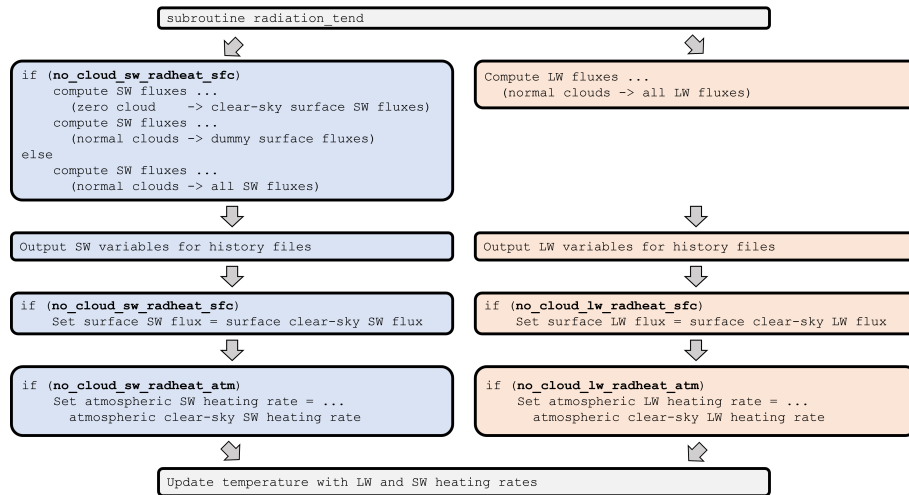 subroutine radiation_tend
if (no_cloud_sw_radheat_sfc)
compute SW fluxes ...
(zero cloud -> clear-sky surface SW fluxes)
compute SW fluxes ...
(normal clouds -> dummy surface fluxes)
else
compute SW fluxes ...
(normal clouds -> all SW fluxes)
Compute LW fluxes ...
(normal clouds -> all LW fluxes)
Output SW variables for history files
Output LW variables for history files
if (no_cloud_sw_radheat_sfc)
Set surface SW flux = surface clear-sky SW flux
if (no_cloud_lw_radheat_sfc)
Set surface LW flux = surface clear-sky LW flux
if (no_cloud_sw_radheat_atm)
Set atmospheric SW heating rate = ...
atmospheric clear-sky SW heating rate
if (no_cloud_lw_radheat_atm)
Set atmospheric LW heating rate = ...
atmospheric clear-sky LW heating rate
Update temperature with LW and SW heating rates